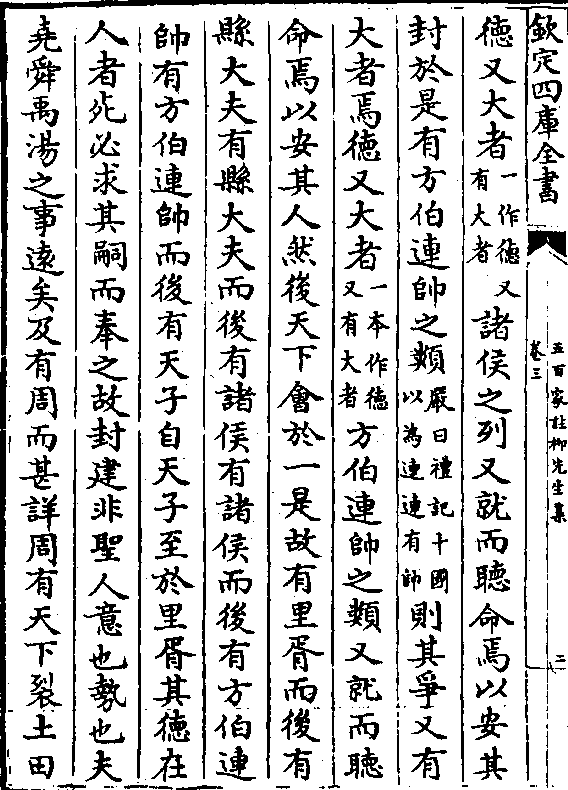 欽定四庫全書
五百家註柳先生集
卷三
二
德又大者一作德又有大者諸侯之列又就而聽命焉以安其
封於是有方伯連帥之類嚴曰禮記十國以為連連有帥則其爭又有
大者焉德又大者一本作德又有大者方伯連帥之類又就而聽
命焉以安其人然後天下會於一是故有里胥而後有
縣大夫有縣大夫而後有諸侯有諸侯而後有方伯連
帥有方伯連帥而後有天子自天子至於里胥其德在
人者死必求其嗣而奉之故封建非聖人意也勢也夫
堯舜禹湯之事遠矣及有周而甚詳周有天下裂土田